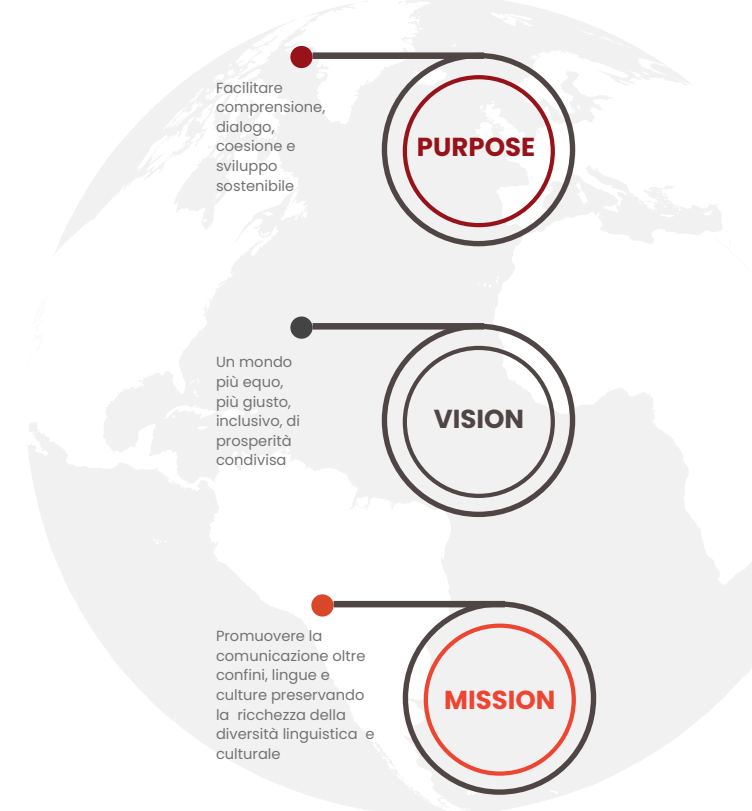 Facilitare
comprensione,
dialogo,
coesione e
sviluppo
sostenibile
PURPOSE
Un mondo
più equo,
più giusto,
inclusivo, di
prosperità
condivisa
VISION
Promuovere la
comunicazione oltre
confini, lingue e
culture preservando
la  ricchezza della
diversità linguistica  e
culturale
MISSION